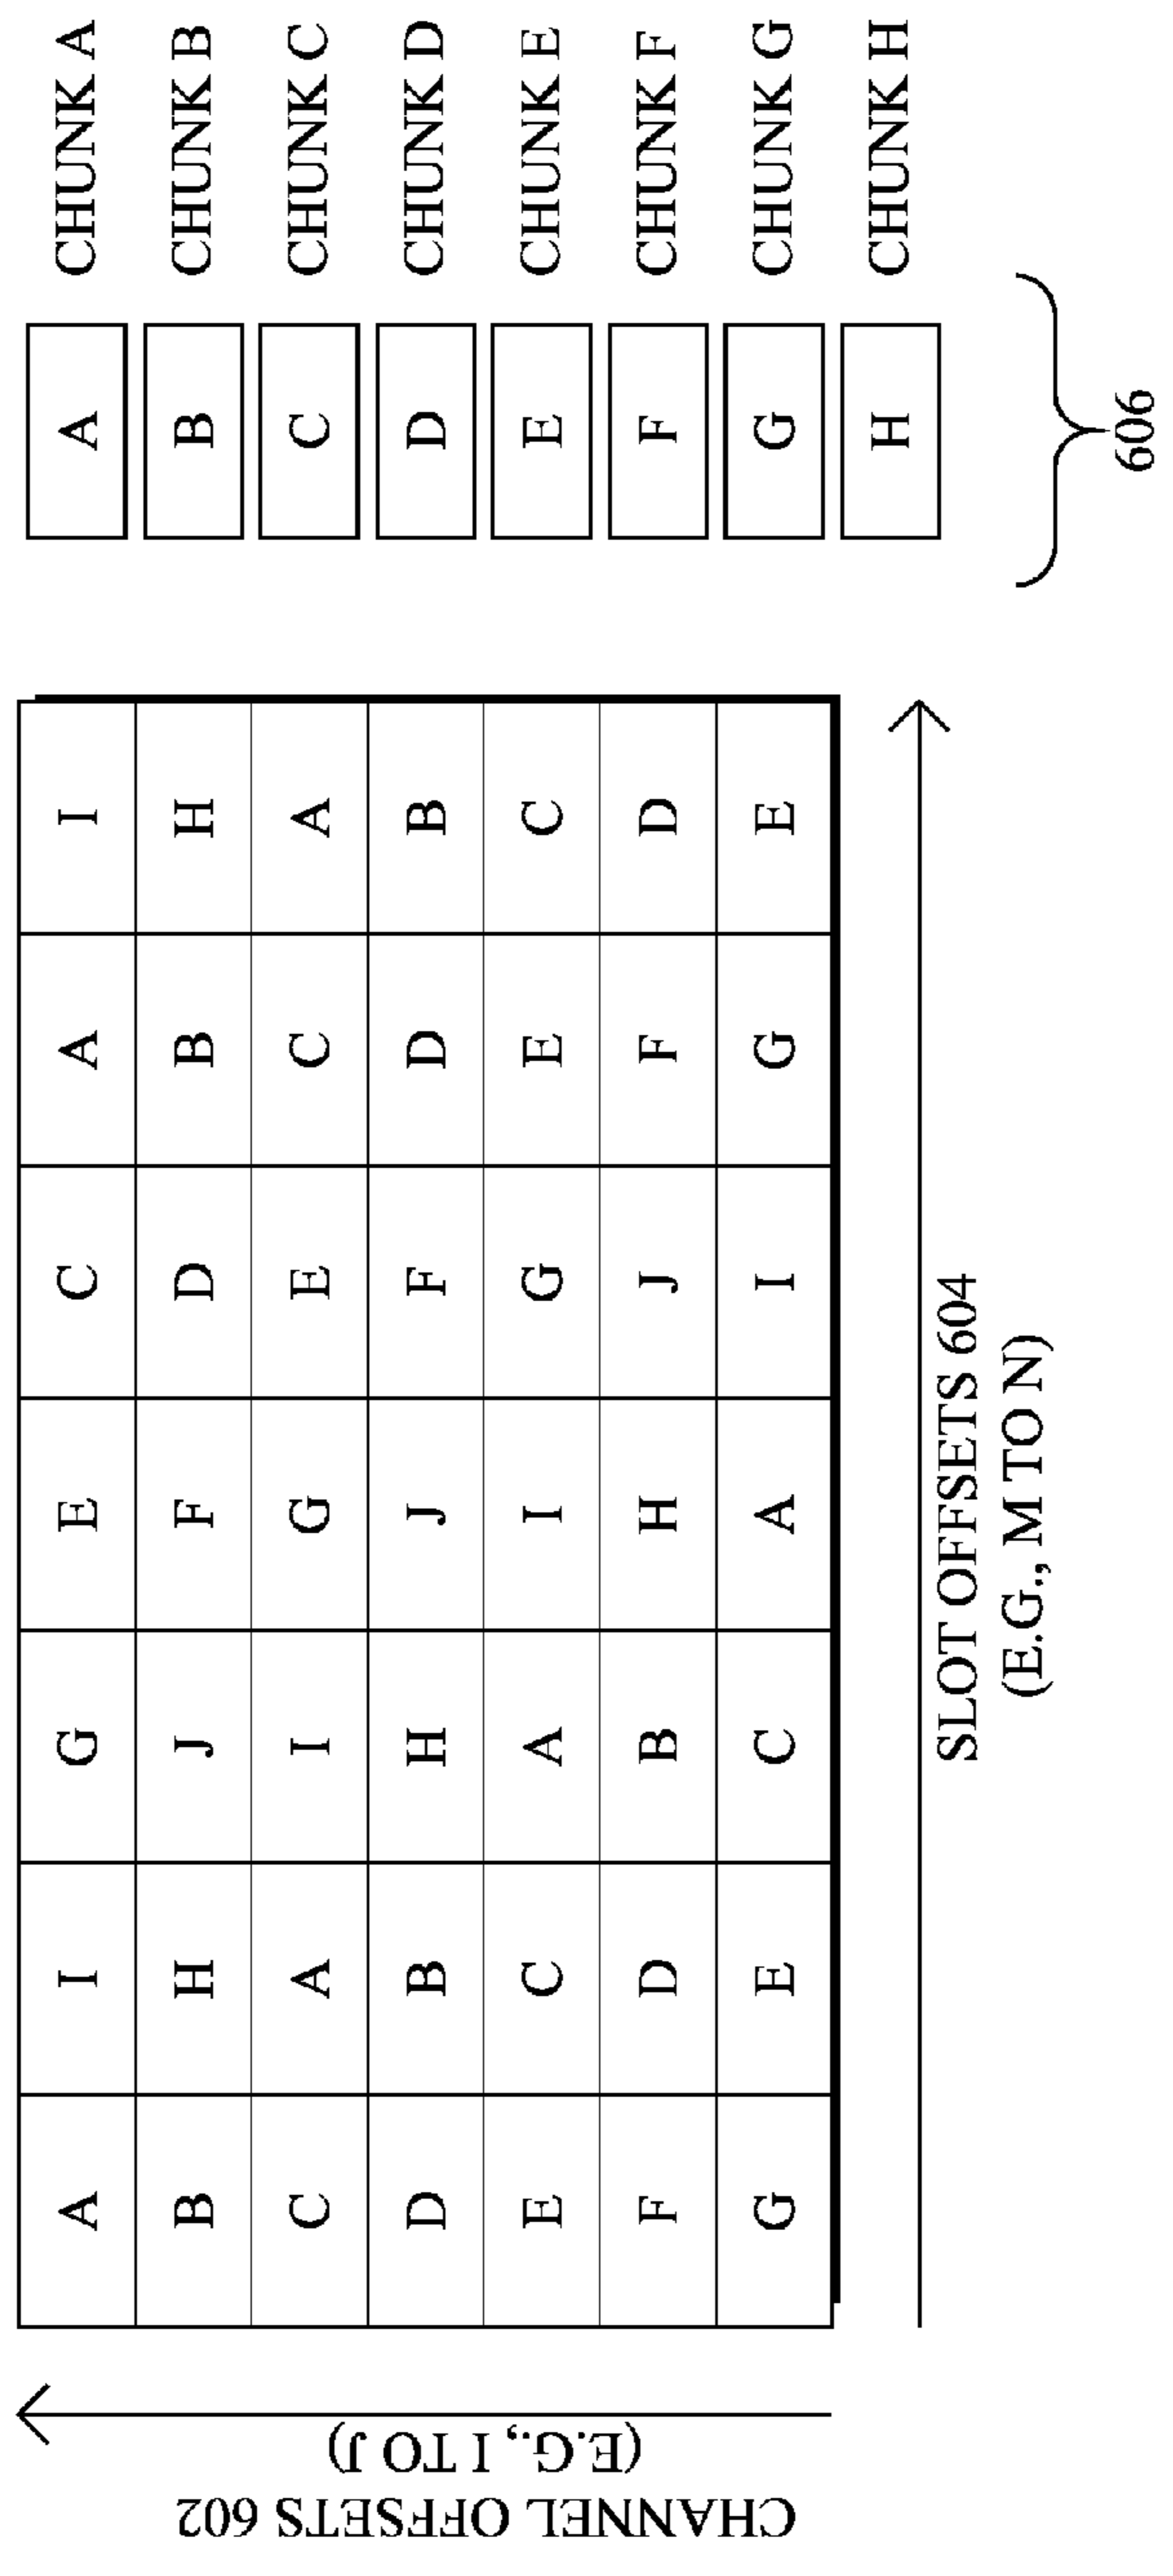 CHANNEL OFFSETS 602
(E.G., I TO J)
A I G E C A I
B H J F D B H
C A I G E C A
D B H J F D B
E C A I G E C
F D B H J F D
G E C A I G E
SLOT OFFSETS 604
(E.G., M TO N)
A CHUNK A
B CHUNK B
C CHUNK C
D CHUNK D
E CHUNK E
F CHUNK F
G CHUNK G
H CHUNK H
606